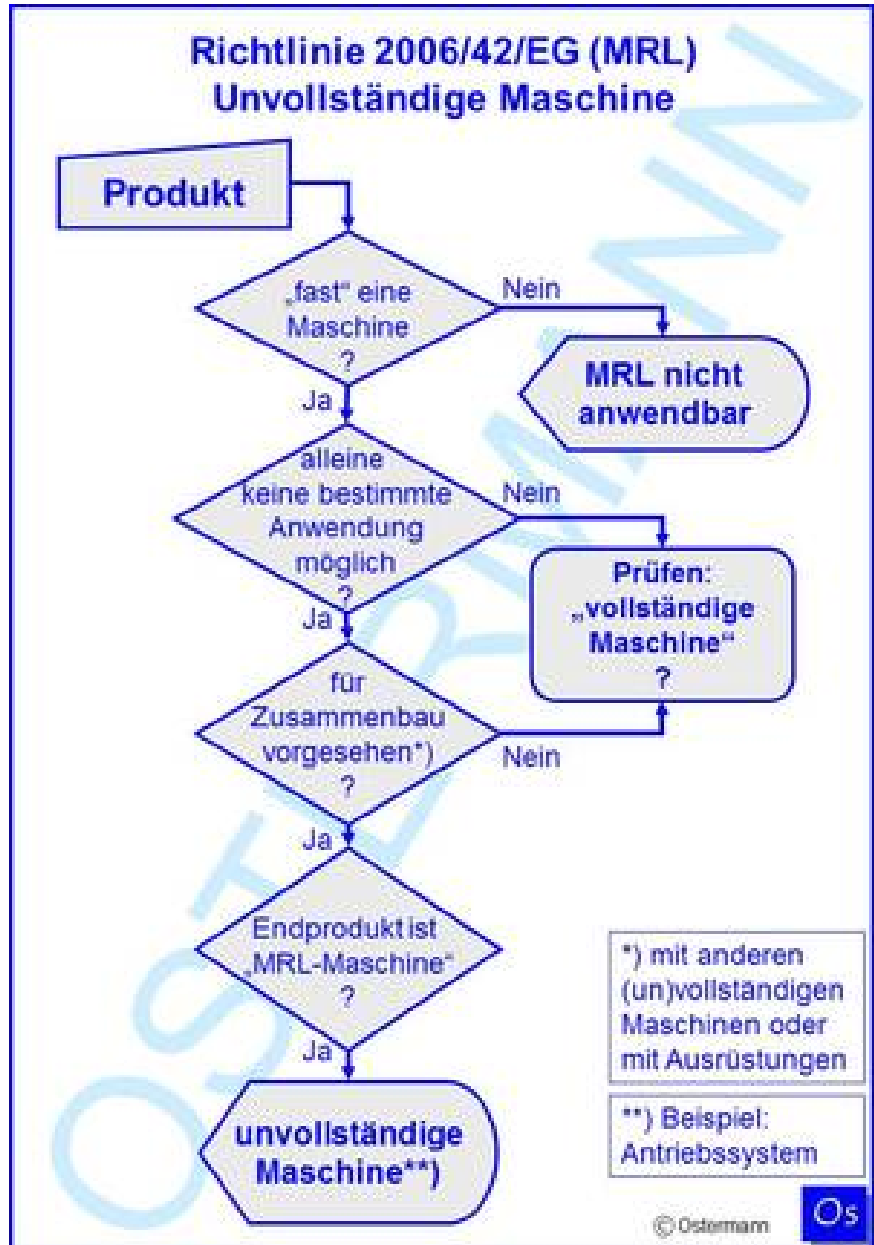 Richtlinie 2006/42/EG (MRL)
Unvollständige Maschine
Produkt
„fast“ eine
Maschine
?
Nein
MRL nicht
anwendbar
Ja
alleine
keine bestimmte
Anwendung
möglich
?
Nein
Prüfen:
„vollständige
Maschine“
?
Ja
für
Zusammenbau
vorgesehen*)
?
Nein
Ja
Endprodukt ist
„MRL-Maschine“
?
Ja
unvollständige
Maschine**)
*) mit anderen
(un)vollständigen
Maschinen oder
mit Ausrüstungen
**) Beispiel:
Antriebssystem
© Ostermann
Os
OSTERMANN